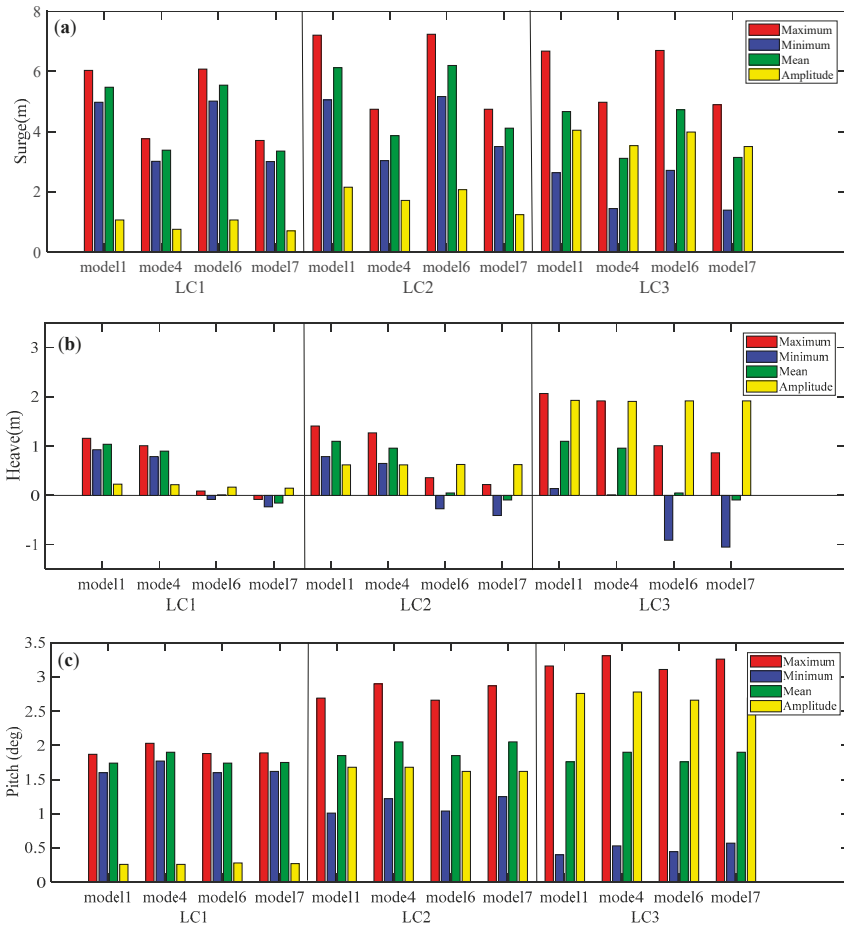 (a)
Surge(m)
8
6
4
2
0
Maximum
Minimum
Mean
Amplitude
model1 mode4 model6 model7 model1 mode4 model6 model7 model1 mode4 model6 model7
LC1 LC2 LC3
(b)
Heave(m)
3
2
1
0
-1
Maximum
Minimum
Mean
Amplitude
model1 mode4 model6 model7 model1 mode4 model6 model7 model1 mode4 model6 model7
LC1 LC2 LC3
(c)
Pitch (deg)
3.5
3
2.5
2
1.5
1
0.5
0
Maximum
Minimum
Mean
Amplitude
model1 mode4 model6 model7 model1 mode4 model6 model7 model1 mode4 model6 model7
LC1 LC2 LC3